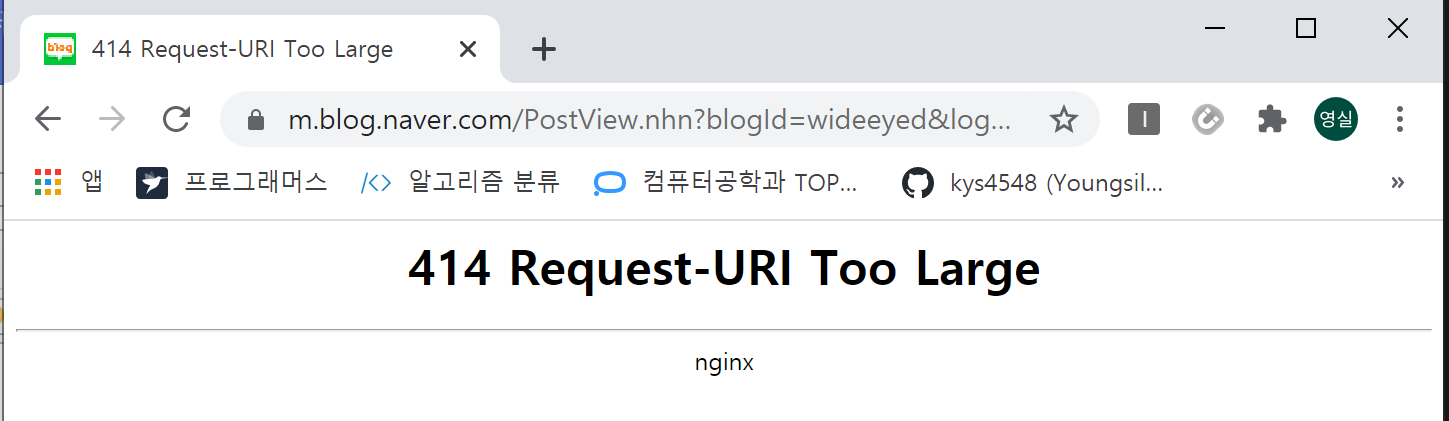 blog
414 Request-URI Too Large
m.blog.naver.com/PostView.nhn?blogId=wideeyed&log...
I
영실
앱
프로그래머스
/<>
알고리즘 분류
컴퓨터공학과 TOP...
kys4548 (Youngsil...
»
414 Request-URI Too Large
nginx